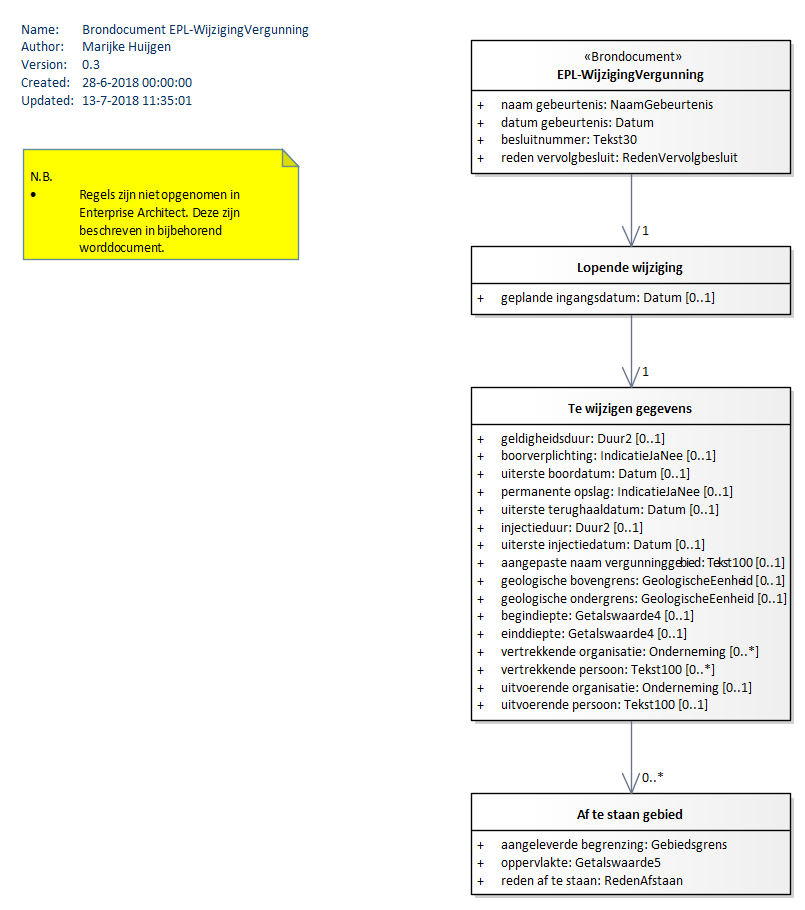 Name: Brondocument EPL-WijzigingVergunning
Author: Marijke Huijgen
Version: 0.3
Created: 28-6-2018 00:00:00
Updated: 13-7-2018 11:35:01
N.B.
• Regels zijn niet opgenomen in
Enterprise Architect. Deze zijn
beschreven in bijbehorend
worddocument.
«Brondocument»
EPL-WijzigingVergunning
+ naam gebeurtenis: NaamGebeurtenis
+ datum gebeurtenis: Datum
+ besluitnummer: Tekst30
+ reden vervolgbesluit: RedenVervolgbesluit
1
Lopende wijziging
+ geplande ingangsdatum: Datum [0..1]
1
Te wijzigen gegevens
+ geldigheidsduur: Duur2 [0..1]
+ boorverplichting: IndicatieJaNee [0..1]
+ uiterste boordatum: Datum [0..1]
+ permanente opslag: IndicatieJaNee [0..1]
+ uiterste terughaaldatum: Datum [0..1]
+ injectieduur: Duur2 [0..1]
+ uiterste injectiedatum: Datum [0..1]
+ aangepaste naam vergunninggebied: Tekst100 [0..1]
+ geologische bovengrens: GeologischeEenheid [0..1]
+ geologische ondergrens: GeologischeEenheid [0..1]
+ begindiepte: Getalswaarde4 [0..1]
+ einddiepte: Getalswaarde4 [0..1]
+ vertrekkende organisatie: Onderneming [0..*]
+ vertrekkende persoon: Tekst100 [0..*]
+ uitvoerende organisatie: Onderneming [0..1]
+ uitvoerende persoon: Tekst100 [0..1]
0..*
Af te staan gebied
+ aangeleverde begrenzing: Gebiedsgrens
+ oppervlakte: Getalswaarde5
+ reden af te staan: RedenAfstaan